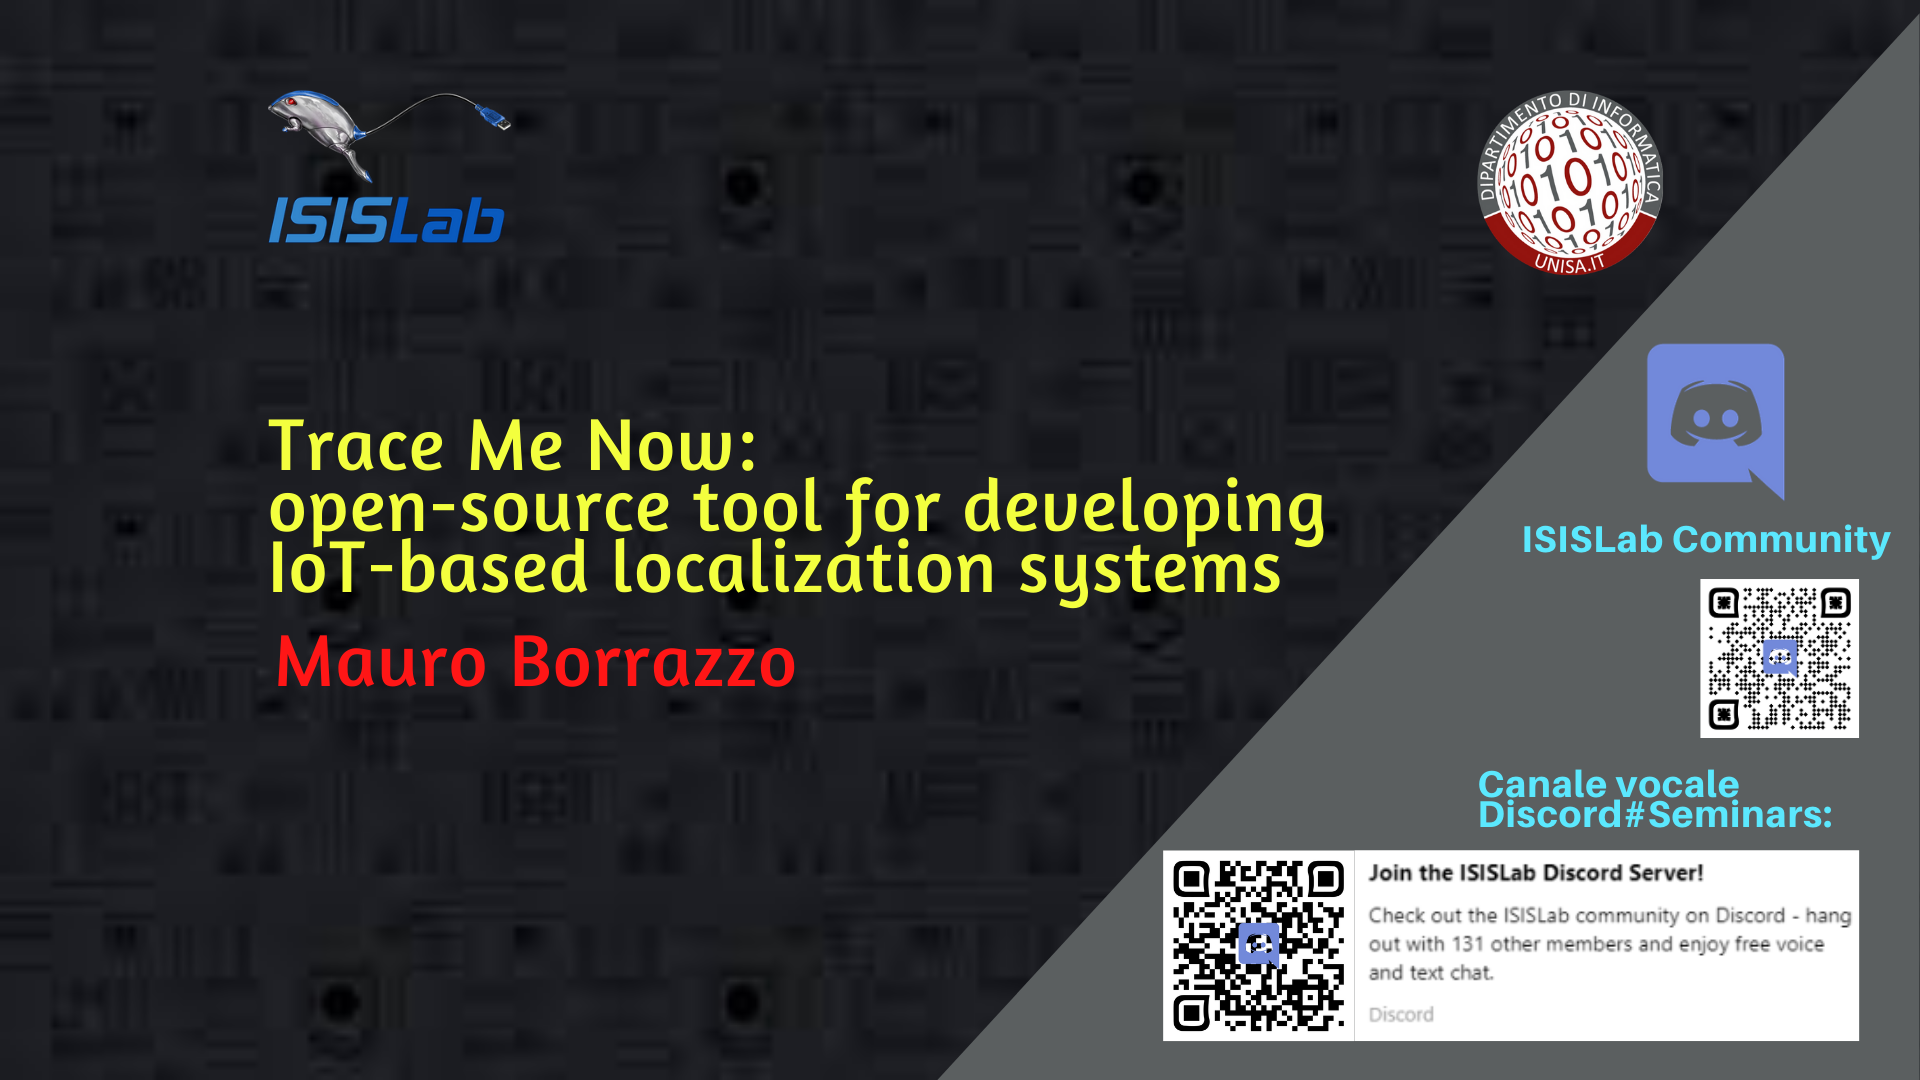 ISISLab
DIPARTIMENTO DI INFORMATICA
UNISA.IT
Trace Me Now:
open-source tool for developing
IoT-based localization systems
Mauro Borrazzo
ISISLab Community
Canale vocale
Discord#Seminars:
Join the ISISLab Discord Server!
Check out the ISISLab community on Discord - hang
out with 131 other members and enjoy free voice
and text chat.
Discord